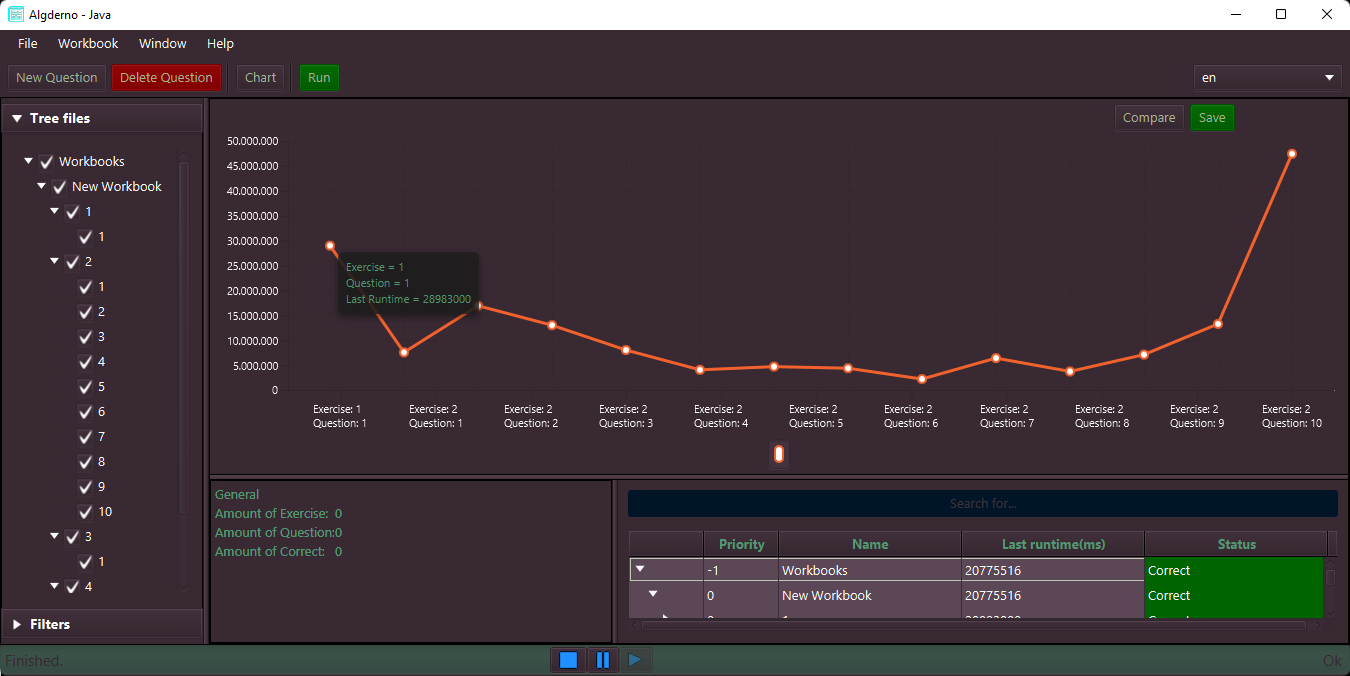 Algderno - Java
File Workbook Window Help
New Question Delete Question Chart Run en
Tree files
Workbooks
New Workbook
1
1
2
1
2
3
4
5
6
7
8
9
10
3
1
4
Filters
Compare Save
50.000.000
45.000.000
40.000.000
35.000.000
30.000.000
25.000.000
20.000.000
15.000.000
10.000.000
5.000.000
0
Exercise = 1
Question = 1
Last Runtime = 28983000
Exercise: 1 Exercise: 2 Exercise: 2 Exercise: 2 Exercise: 2 Exercise: 2 Exercise: 2 Exercise: 2 Exercise: 2 Exercise: 2 Exercise: 2
Question: 1 Question: 1 Question: 2 Question: 3 Question: 4 Question: 5 Question: 6 Question: 7 Question: 8 Question: 9 Question: 10
General
Amount of Exercise: 0
Amount of Question:0
Amount of Correct: 0
Search for...
Priority Name Last runtime(ms) Status
-1 Workbooks 20775516 Correct
0 New Workbook 20775516 Correct
Finished. Ok